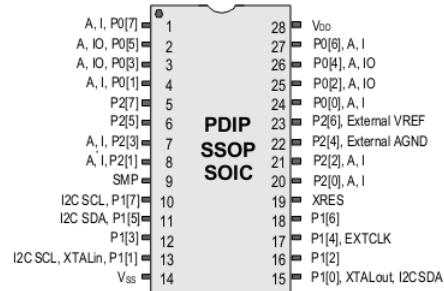 A, I, P0[7] 1 28 VDD
A, IO, P0[5] 2 27 P0[6], A, I
A, IO, P0[3] 3 26 P0[4], A, IO
A, I, P0[1] 4 25 P0[2], A, IO
P2[7] 5 24 P0[0], A, I
P2[5] 6 PDIP 23 P2[6], External VREF
A, I, P2[3] 7 SSOP 22 P2[4], External AGND
A, I, P2[1] 8 SOIC 21 P2[2], A, I
SMP 9 20 P2[0], A, I
I2C SCL, P1[7] 10 19 XRES
I2C SDA, P1[5] 11 18 P1[6]
P1[3] 12 17 P1[4], EXTCLK
I2C SCL, XTALin, P1[1] 13 16 P1[2]
Vss 14 15 P1[0], XTALout, I2CSDA